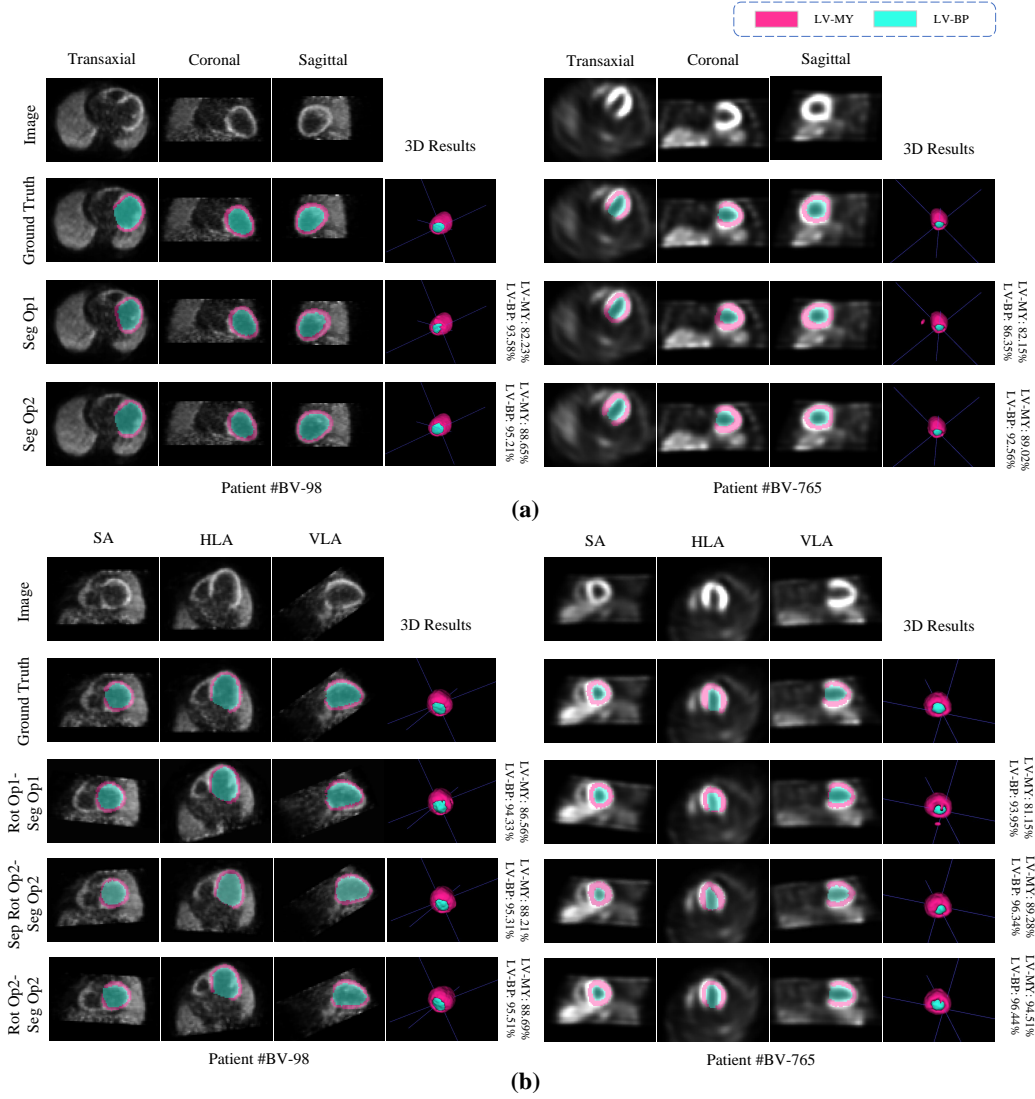 LV-MY LV-BP
Transaxial Coronal Sagittal
Transaxial Coronal Sagittal
Image
3D Results
3D Results
Ground Truth
Seg Op1
LV-MY: 82.23%
LV-BP: 93.58%
LV-MY: 82.15%
LV-BP: 86.35%
Seg Op2
LV-MY: 88.65%
LV-BP: 95.21%
LV-MY: 89.02%
LV-BP: 92.56%
Patient #BV-98
Patient #BV-765
(a)
SA HLA VLA
SA HLA VLA
Image
3D Results
3D Results
Ground Truth
Rot Op1-
Seg Op1
LV-MY: 86.56%
LV-BP: 94.33%
LV-MY: 81.15%
LV-BP: 93.95%
Sep Rot Op2-
Seg Op2
LV-MY: 88.21%
LV-BP: 95.31%
LV-MY: 89.28%
LV-BP: 96.34%
Rot Op2-
Seg Op2
LV-MY: 88.69%
LV-BP: 95.51%
LV-MY: 94.51%
LV-BP: 96.44%
Patient #BV-98
Patient #BV-765
(b)